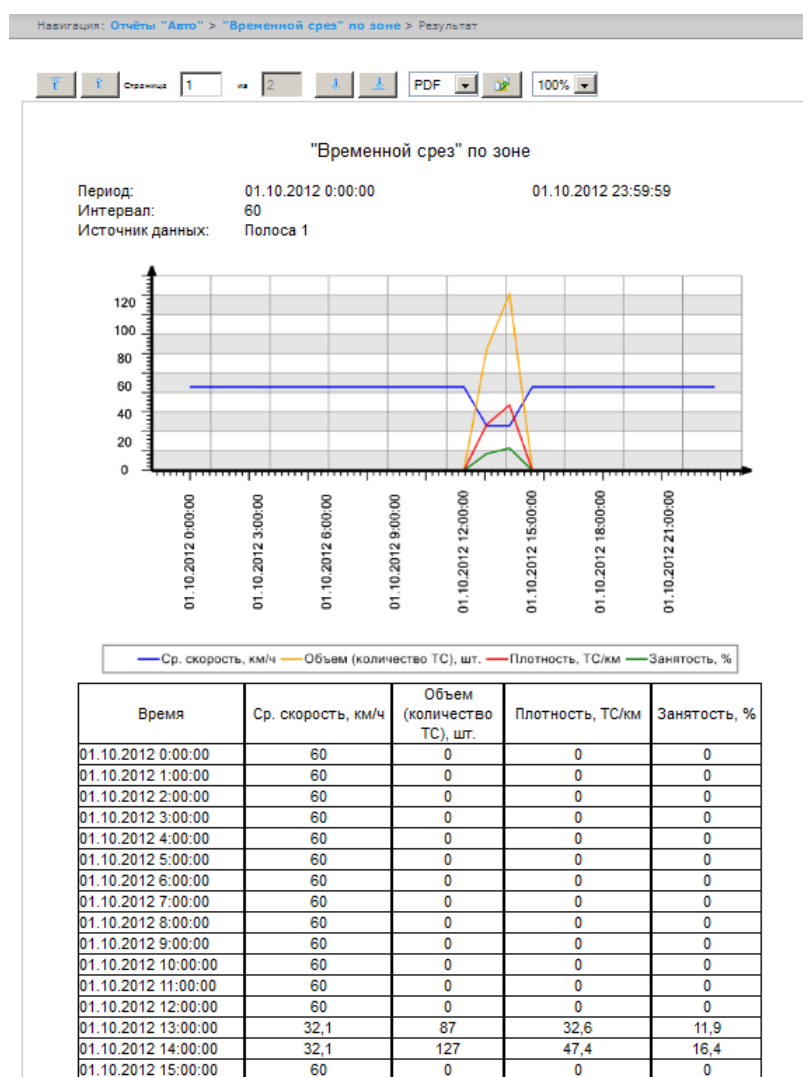 Навигация: Отчёты "Авто" > "Временной срез" по зоне > Результат
Страница 1 из 2 PDF 100%
"Временной срез" по зоне
Период: 01.10.2012 0:00:00 01.10.2012 23:59:59
Интервал: 60
Источник данных: Полоса 1
120
100
80
60
40
20
0
01.10.2012 0:00:00
01.10.2012 3:00:00
01.10.2012 6:00:00
01.10.2012 9:00:00
01.10.2012 12:00:00
01.10.2012 15:00:00
01.10.2012 18:00:00
01.10.2012 21:00:00
Ср. скорость, км/ч Объем (количество ТС), шт. Плотность, ТС/км Занятость, %
Время Ср. скорость, км/ч Объем (количество ТС), шт. Плотность, ТС/км Занятость, %
01.10.2012 0:00:00 60 0 0 0
01.10.2012 1:00:00 60 0 0 0
01.10.2012 2:00:00 60 0 0 0
01.10.2012 3:00:00 60 0 0 0
01.10.2012 4:00:00 60 0 0 0
01.10.2012 5:00:00 60 0 0 0
01.10.2012 6:00:00 60 0 0 0
01.10.2012 7:00:00 60 0 0 0
01.10.2012 8:00:00 60 0 0 0
01.10.2012 9:00:00 60 0 0 0
01.10.2012 10:00:00 60 0 0 0
01.10.2012 11:00:00 60 0 0 0
01.10.2012 12:00:00 60 0 0 0
01.10.2012 13:00:00 32,1 87 32,6 11,9
01.10.2012 14:00:00 32,1 127 47,4 16,4
01.10.2012 15:00:00 60 0 0 0